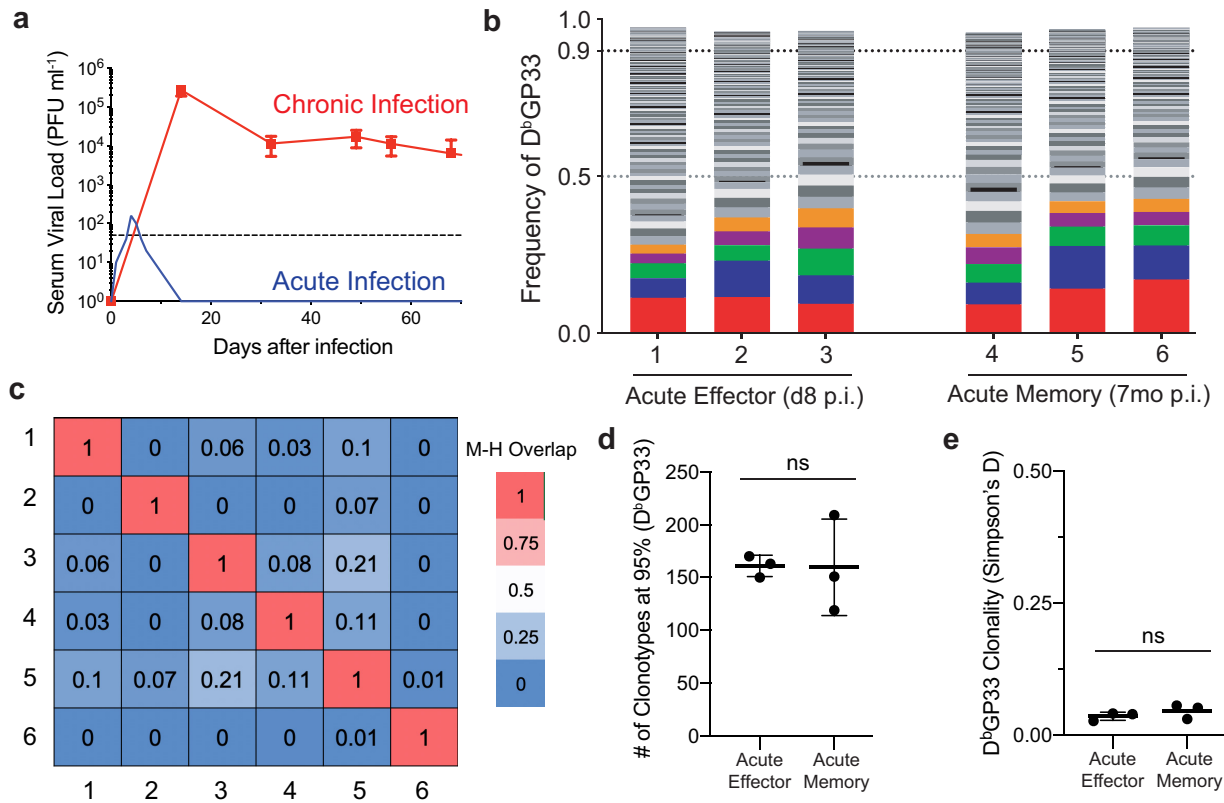 a
Serum Viral Load (PFU ml⁻¹)
10⁶
10⁵
10⁴
10³
10²
10¹
10⁰
Chronic Infection
Acute Infection
0 20 40 60
Days after infection
b
Frequency of DᵇGP33
1.0
0.9
0.5
0.0
1 2 3 4 5 6
Acute Effector (d8 p.i.) Acute Memory (7mo p.i.)
c
1 1 0 0.06 0.03 0.1 0
2 0 1 0 0 0.07 0
3 0.06 0 1 0.08 0.21 0
4 0.03 0 0.08 1 0.11 0
5 0.1 0.07 0.21 0.11 1 0.01
6 0 0 0 0 0.01 1
1 2 3 4 5 6
M-H Overlap
1
0.75
0.5
0.25
0
d
# of Clonotypes at 95% (DᵇGP33)
250
200
150
100
50
0
ns
Acute Effector
Acute Memory
e
DᵇGP33 Clonality (Simpson's D)
0.50
0.25
0.00
ns
Acute Effector
Acute Memory